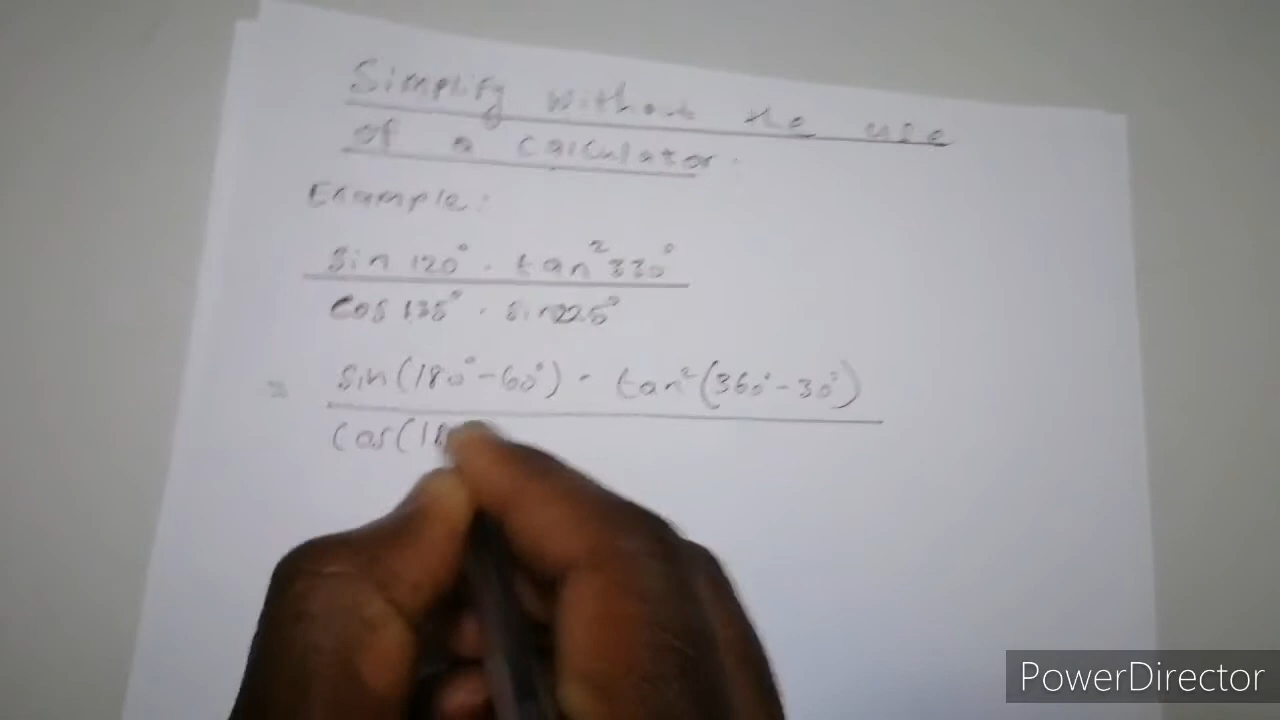 Simplify without the use
of a calculator:
Example:
sin 120° . tan² 330°
cos 135° . sin 225°
= sin(180° - 60°) . tan²(360° - 30°)
cos(18
PowerDirector